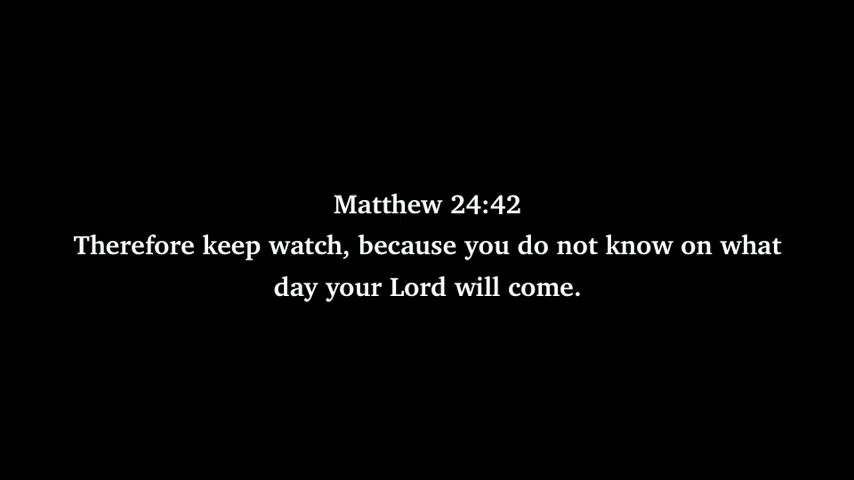 Matthew 24:42
Therefore keep watch, because you do not know on what
day your Lord will come.